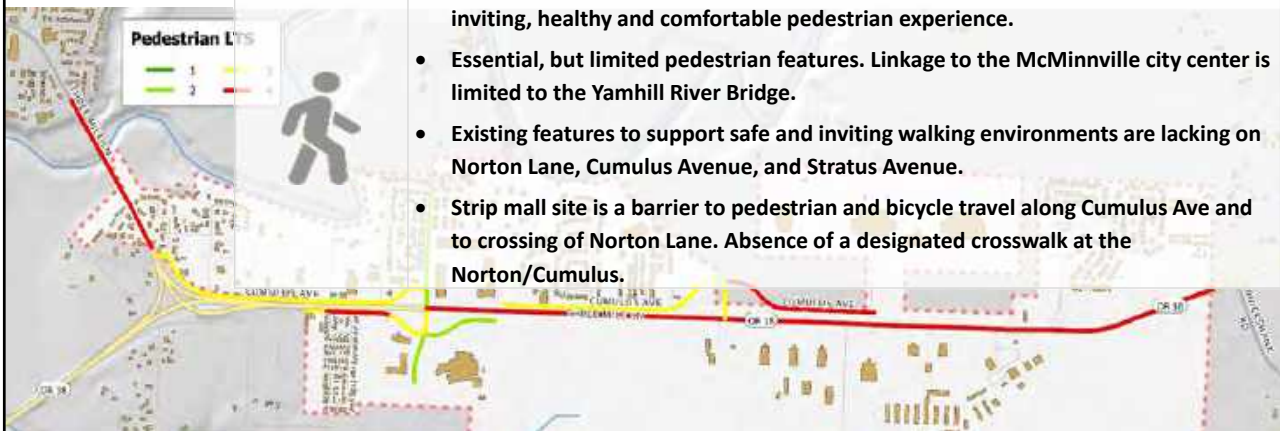 inviting, healthy and comfortable pedestrian experience.
Pedestrian LTS
1 3
2 4
• Essential, but limited pedestrian features. Linkage to the McMinnville city center is
limited to the Yamhill River Bridge.
• Existing features to support safe and inviting walking environments are lacking on
Norton Lane, Cumulus Avenue, and Stratus Avenue.
• Strip mall site is a barrier to pedestrian and bicycle travel along Cumulus Ave and
to crossing of Norton Lane. Absence of a designated crosswalk at the
Norton/Cumulus.
CUMULUS AVE
CUMULUS AVE
CUMULUS AVE
OR 18
OR 18
OR 18
RD